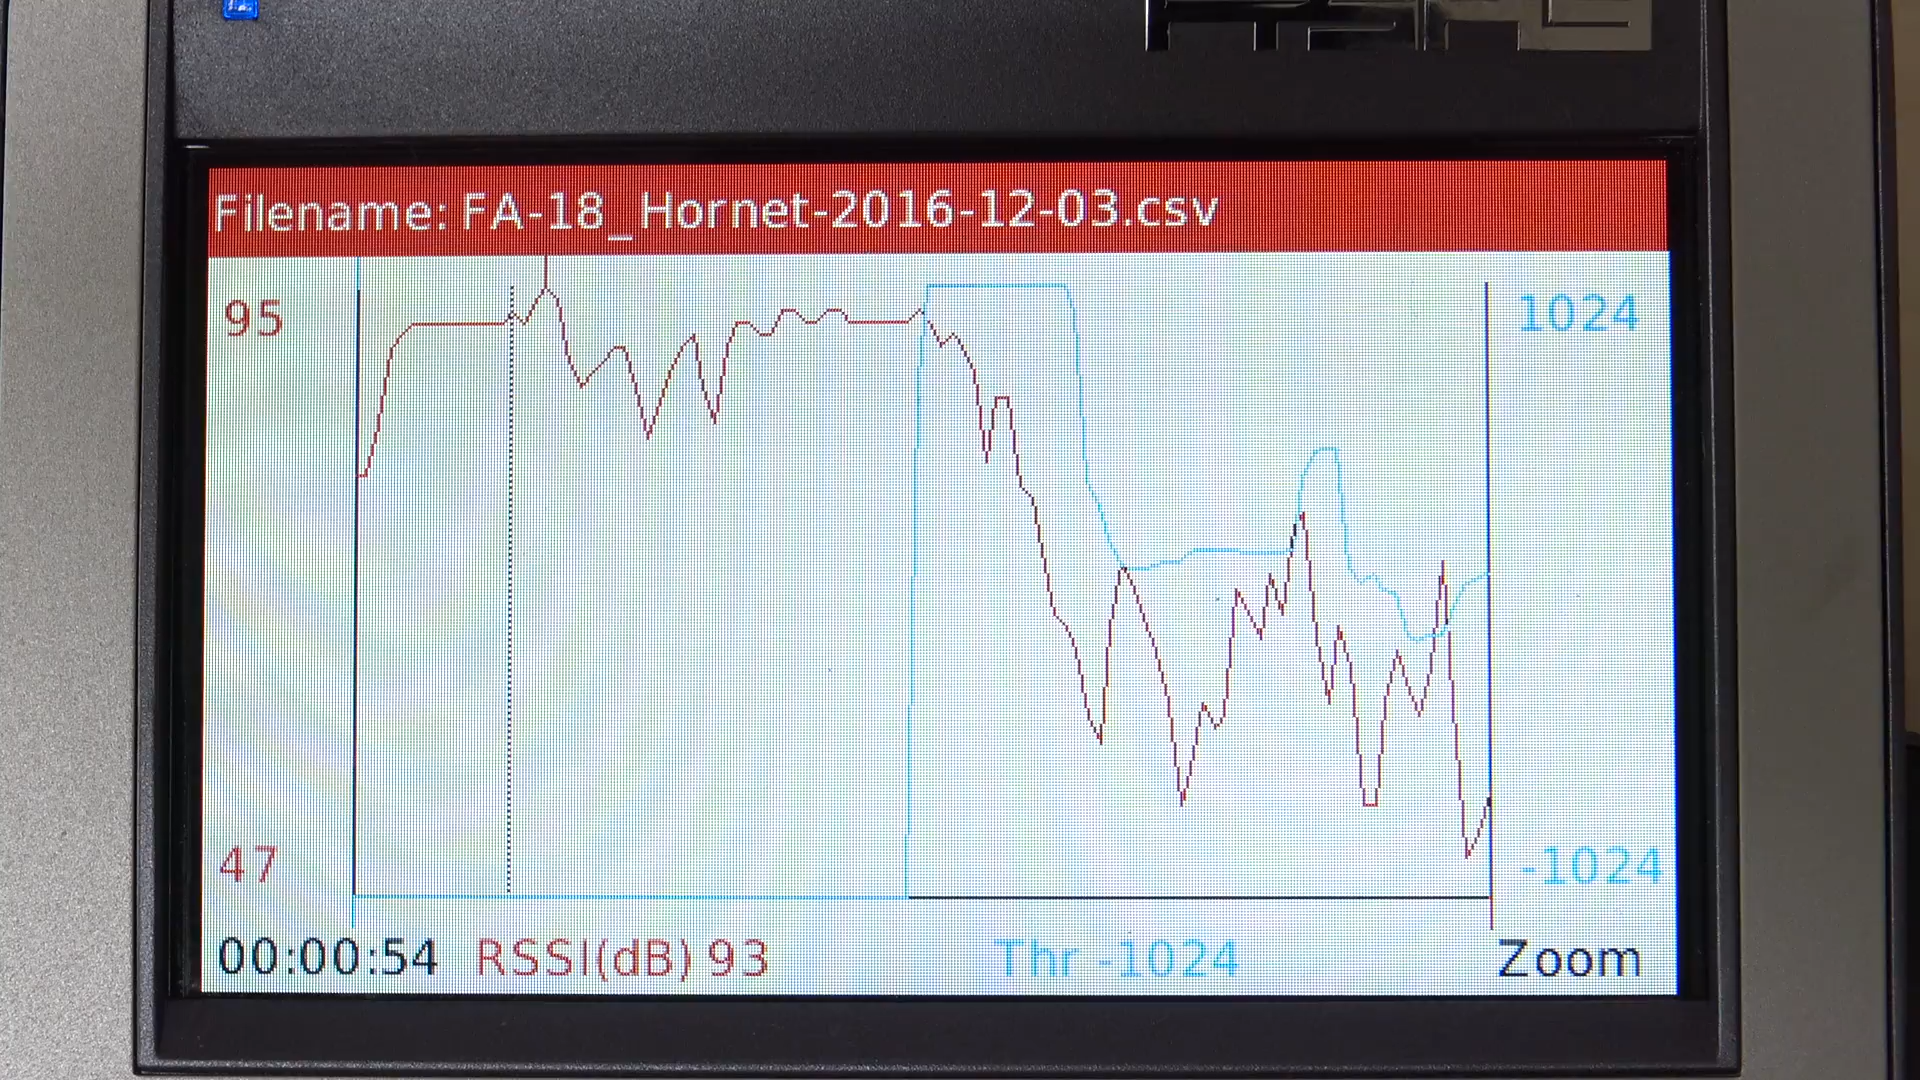 Filename: FA-18_Hornet-2016-12-03.csv
95
1024
47
-1024
00:00:54 RSSI(dB) 93 Thr -1024 Zoom